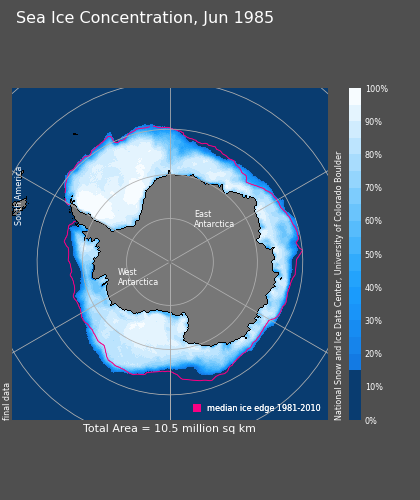 Sea Ice Concentration, Jun 1985
South America
East
Antarctica
West
Antarctica
final data
median ice edge 1981-2010
Total Area = 10.5 million sq km
National Snow and Ice Data Center, University of Colorado Boulder
100%
90%
80%
70%
60%
50%
40%
30%
20%
10%
0%